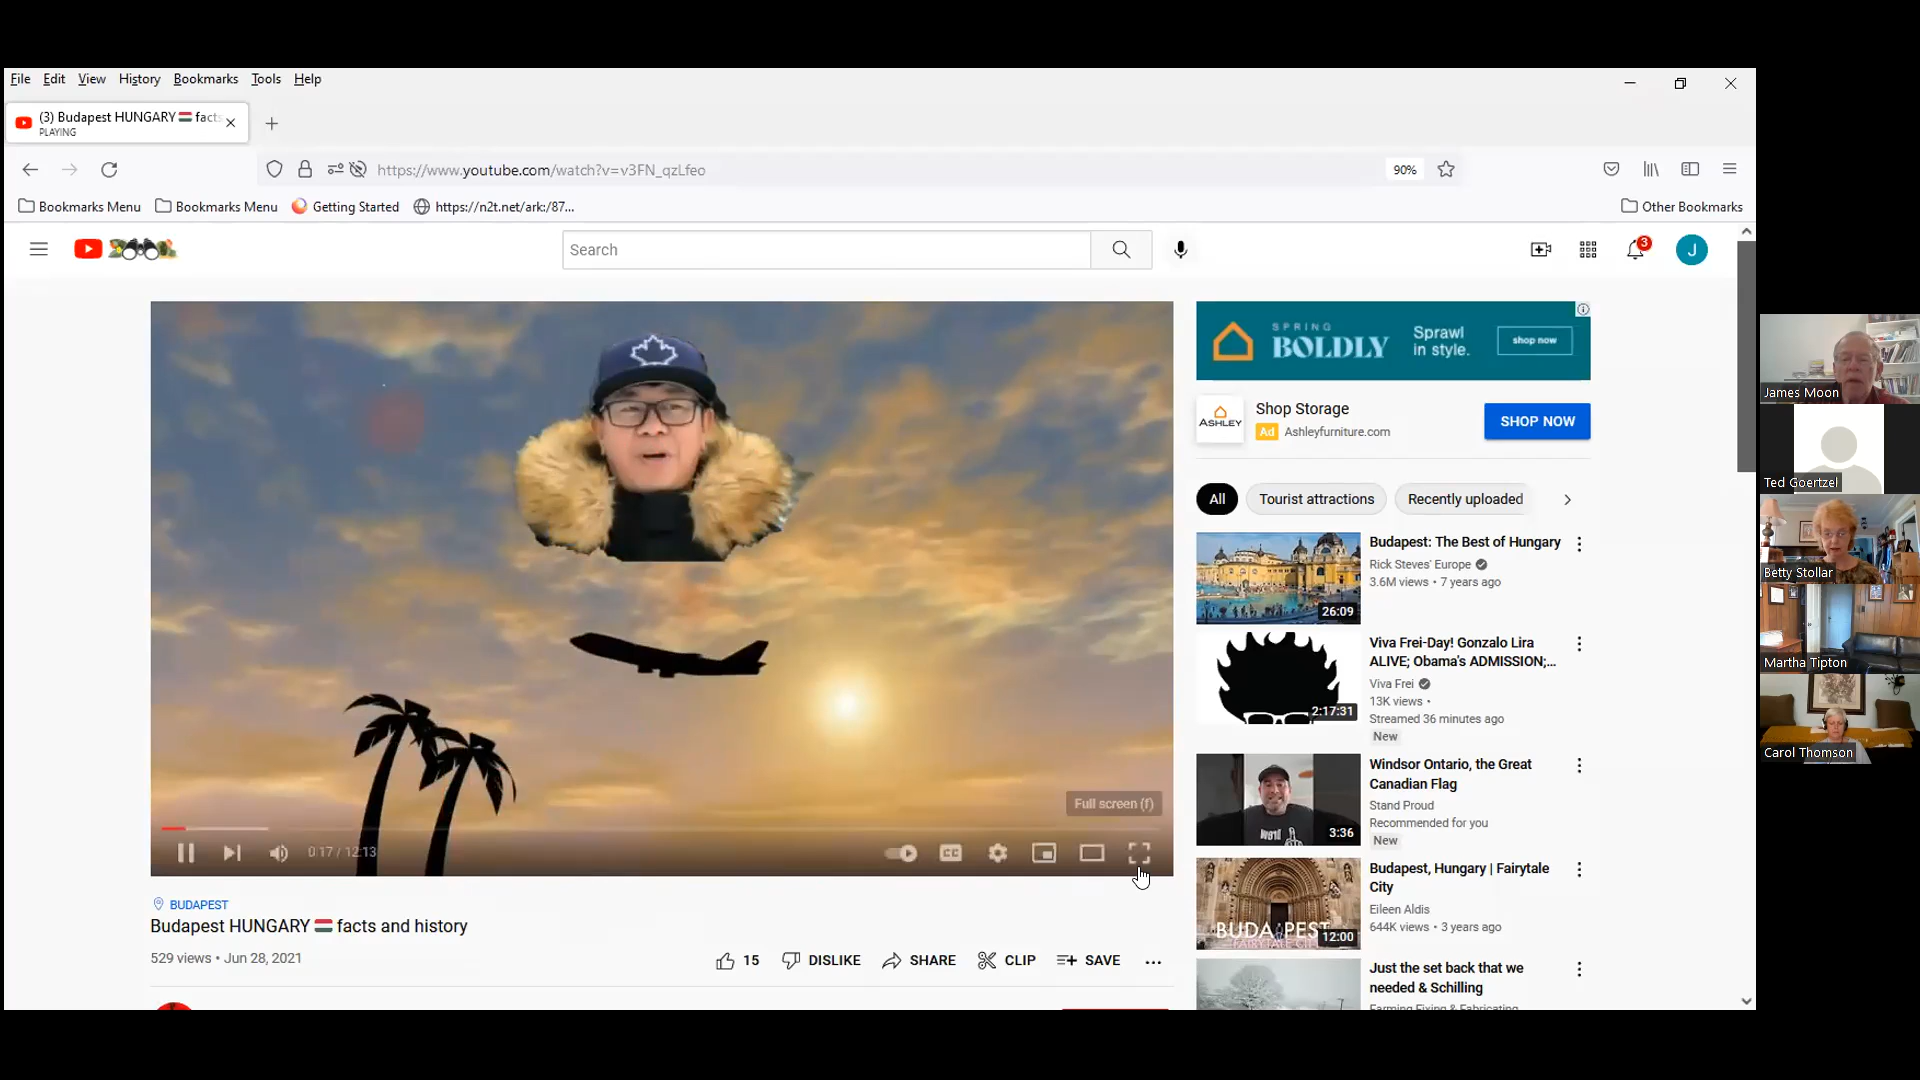 File Edit View History Bookmarks Tools Help
(3) Budapest HUNGARY facts
PLAYING
https://www.youtube.com/watch?v=v3FN_qzLfeo
90%
Bookmarks Menu Bookmarks Menu Getting Started https://n2t.net/ark:/87... Other Bookmarks
Search
3
J
Full screen (f)
0:17 / 12:13
CC
BUDAPEST
Budapest HUNGARY facts and history
529 views • Jun 28, 2021
15 DISLIKE SHARE CLIP SAVE ...
SPRING
BOLDLY
Sprawl
in style.
shop now
ASHLEY
Shop Storage
Ad Ashleyfurniture.com
SHOP NOW
All Tourist attractions Recently uploaded
26:09
Budapest: The Best of Hungary
Rick Steves' Europe
3.6M views • 7 years ago
2:17:31
Viva Frei-Day! Gonzalo Lira
ALIVE; Obama's ADMISSION;...
Viva Frei
13K views •
Streamed 36 minutes ago
New
3:36
Windsor Ontario, the Great
Canadian Flag
Stand Proud
Recommended for you
New
BUDAPEST
FAIRYTALE CITY
12:00
Budapest, Hungary | Fairytale
City
Eileen Aldis
644K views • 3 years ago
Just the set back that we
needed & Schilling
Farming Fixing & Fabricating
James Moon
Ted Goertzel
Betty Stollar
Martha Tipton
Carol Thomson